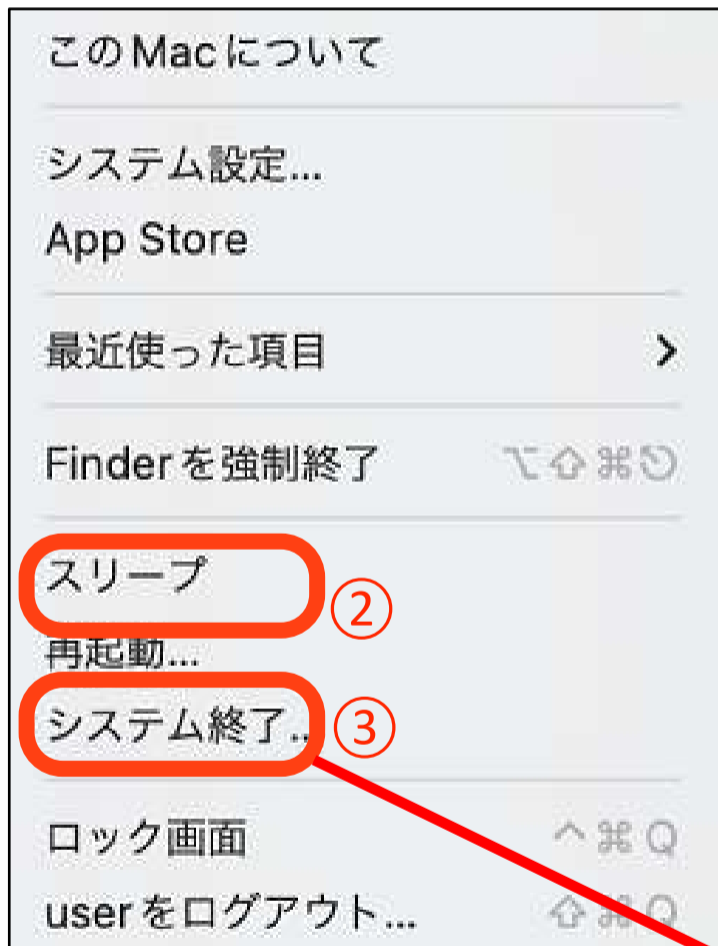 このMacについて
システム設定...
App Store
最近使った項目 >
Finderを強制終了 ⌥⇧⌘⎋
スリープ ②
再起動...
システム終了... ③
ロック画面 ^⌘Q
userをログアウト... ⇧⌘Q